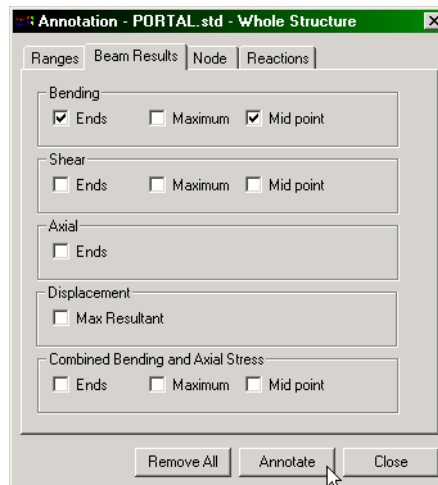 Annotation - PORTAL.std - Whole Structure
Ranges Beam Results Node Reactions
Bending
Ends Maximum Mid point
Shear
Ends Maximum Mid point
Axial
Ends
Displacement
Max Resultant
Combined Bending and Axial Stress
Ends Maximum Mid point
Remove All Annotate Close